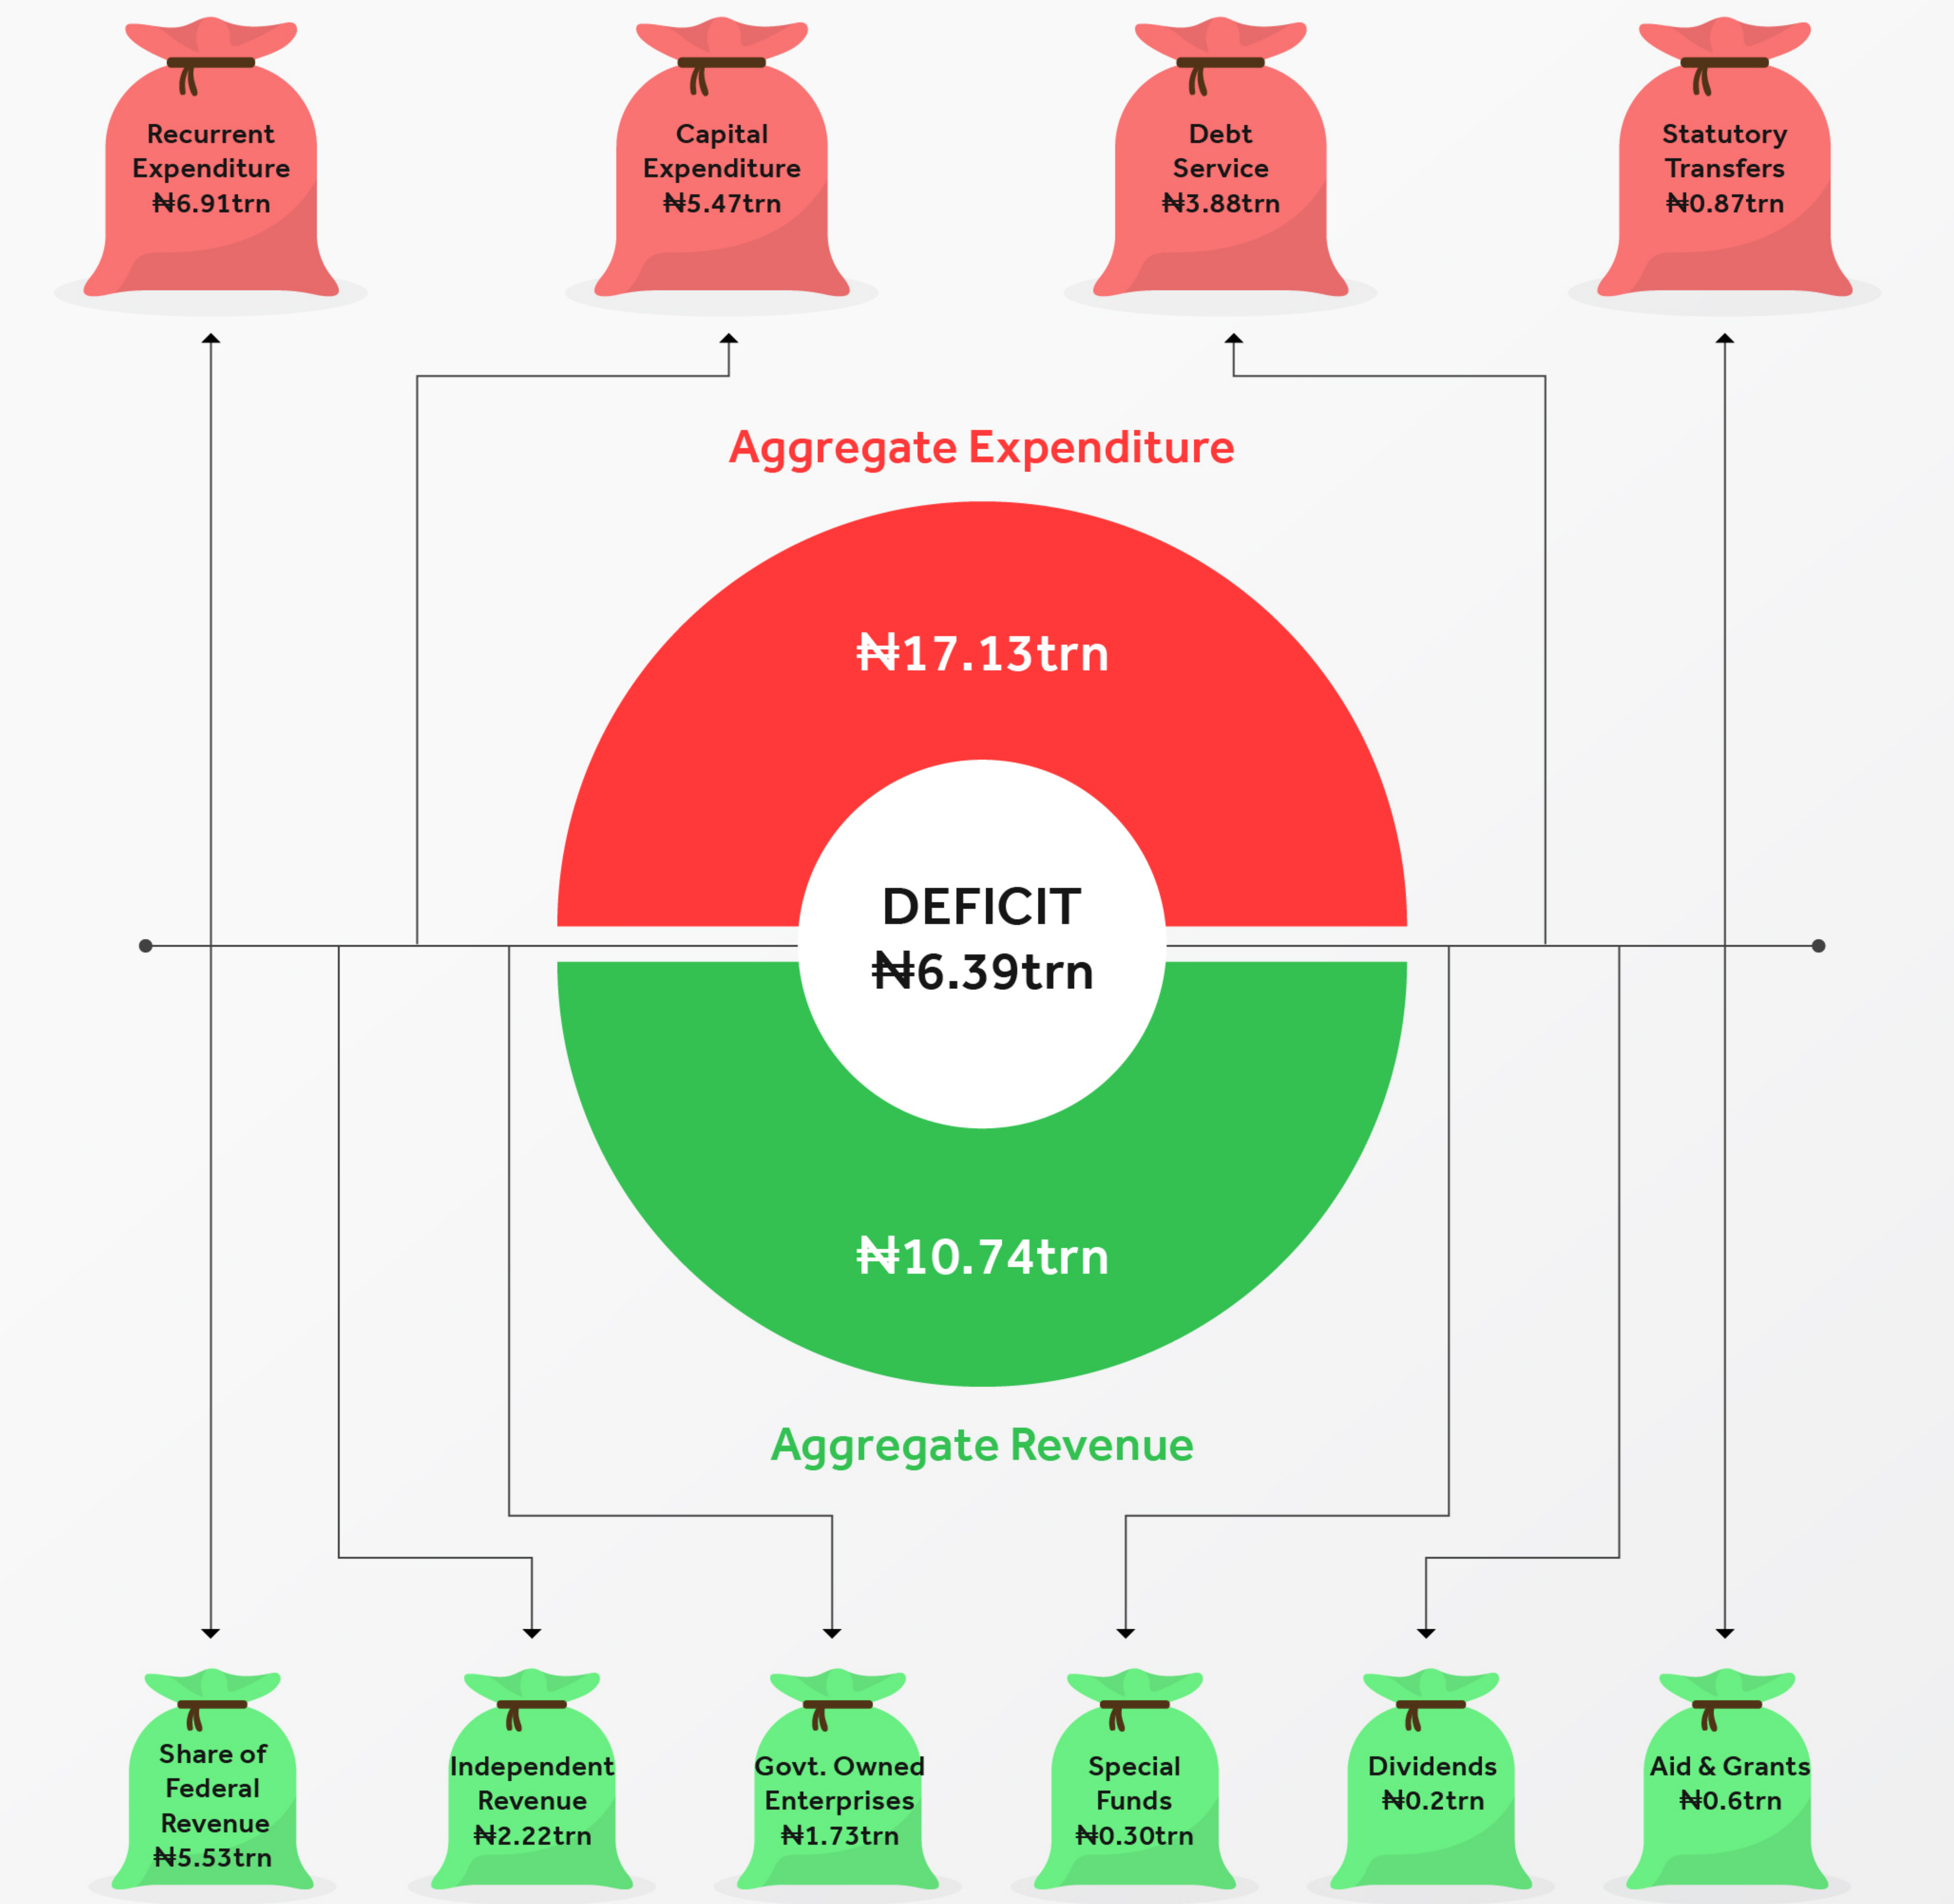 Recurrent
Expenditure
₦6.91trn
Capital
Expenditure
₦5.47trn
Debt
Service
₦3.88trn
Statutory
Transfers
₦0.87trn
Aggregate Expenditure
₦17.13trn
DEFICIT
₦6.39trn
₦10.74trn
Aggregate Revenue
Share of
Federal
Revenue
₦5.53trn
Independent
Revenue
₦2.22trn
Govt. Owned
Enterprises
₦1.73trn
Special
Funds
₦0.30trn
Dividends
₦0.2trn
Aid & Grants
₦0.6trn